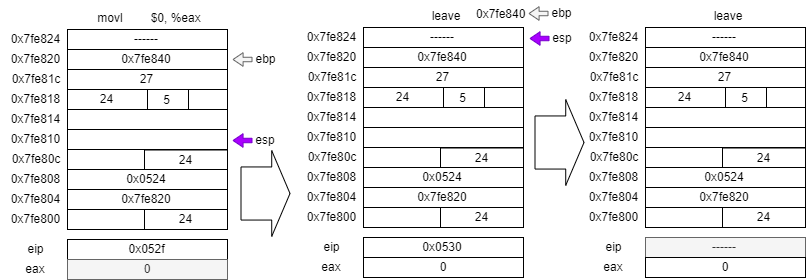 movl $0, %eax
0x7fe824 ------
0x7fe820 0x7fe840 ebp
0x7fe81c 27
0x7fe818 24 5
0x7fe814
0x7fe810 esp
0x7fe80c 24
0x7fe808 0x0524
0x7fe804 0x7fe820
0x7fe800 24
eip 0x052f
eax 0
leave 0x7fe840 ebp
0x7fe824 ------ esp
0x7fe820 0x7fe840
0x7fe81c 27
0x7fe818 24 5
0x7fe814
0x7fe810
0x7fe80c 24
0x7fe808 0x0524
0x7fe804 0x7fe820
0x7fe800 24
eip 0x0530
eax 0
leave
0x7fe824 ------
0x7fe820 0x7fe840
0x7fe81c 27
0x7fe818 24 5
0x7fe814
0x7fe810
0x7fe80c 24
0x7fe808 0x0524
0x7fe804 0x7fe820
0x7fe800 24
eip ------
eax 0